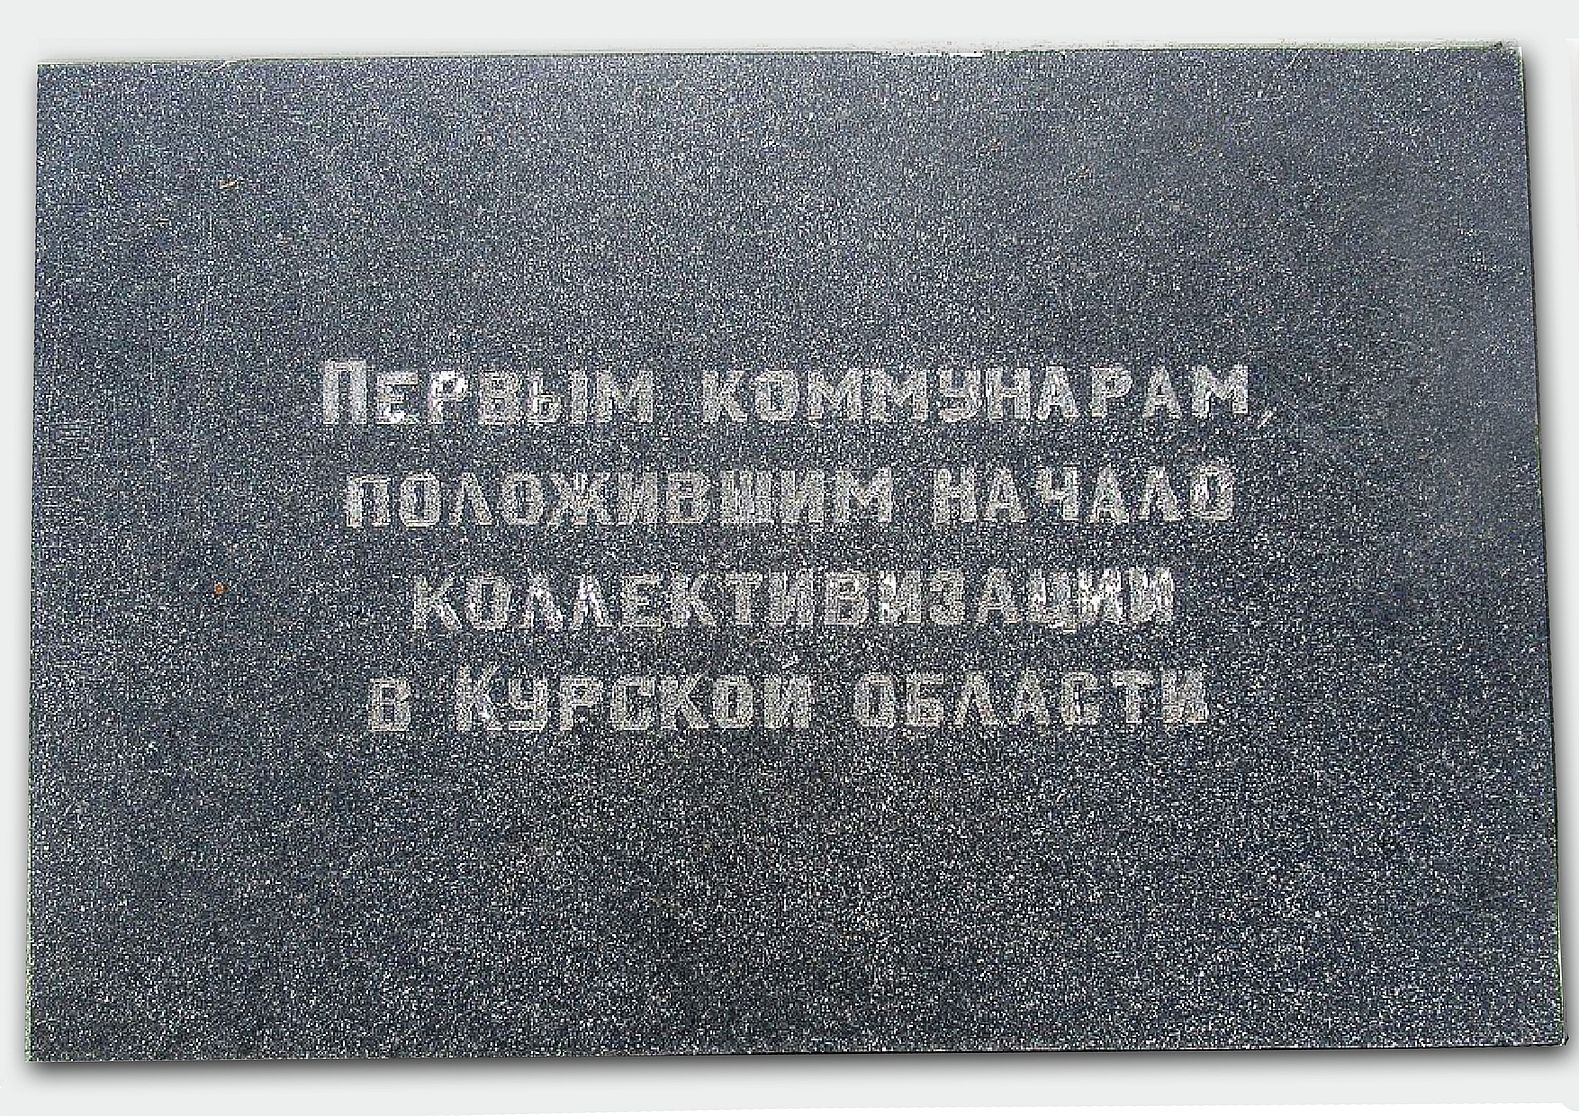 Первым коммунарам,
положившим начало
коллективизации
в Курской области